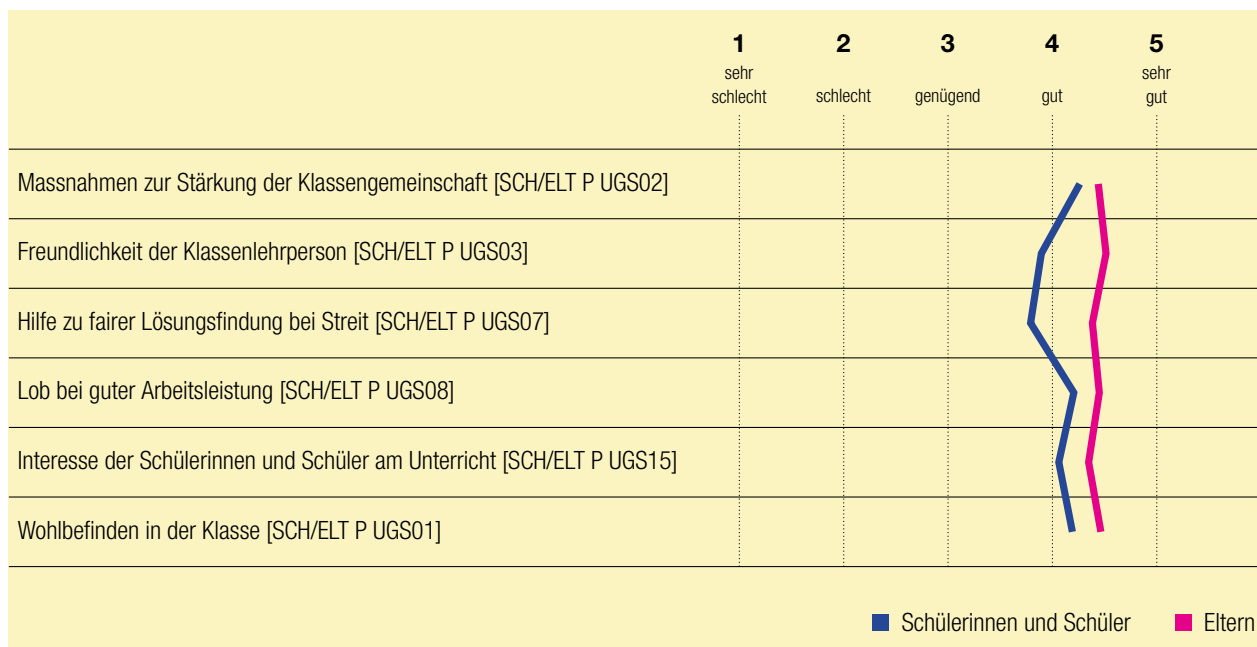 1 2 3 4 5
sehr schlecht schlecht genügend gut sehr gut
Massnahmen zur Stärkung der Klassengemeinschaft [SCH/ELT P UGS02]
Freundlichkeit der Klassenlehrperson [SCH/ELT P UGS03]
Hilfe zu fairer Lösungsfindung bei Streit [SCH/ELT P UGS07]
Lob bei guter Arbeitsleistung [SCH/ELT P UGS08]
Interesse der Schülerinnen und Schüler am Unterricht [SCH/ELT P UGS15]
Wohlbefinden in der Klasse [SCH/ELT P UGS01]
Schülerinnen und Schüler Eltern